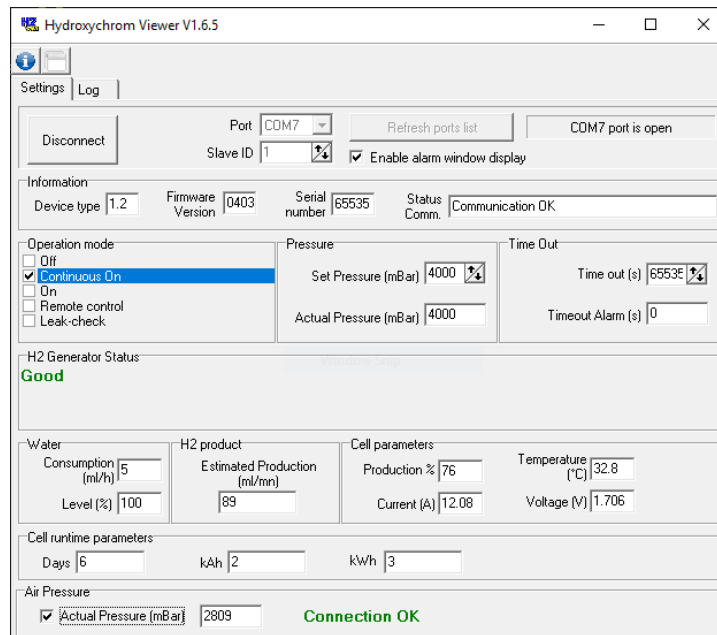 Hydroxychrom Viewer V1.6.5
Settings Log
Disconnect
Port COM7 Refresh ports list COM7 port is open
Slave ID 1 Enable alarm window display
Information
Device type 1.2 Firmware Version 0403 Serial number 65535 Status Comm. Communication OK
Operation mode
Off
Continuous On
On
Remote control
Leak-check
Pressure
Set Pressure (mBar) 4000
Actual Pressure (mBar) 4000
Time Out
Time out (s) 65535
Timeout Alarm (s) 0
H2 Generator Status
Good
Water
Consumption (ml/h) 5
Level (%) 100
H2 product
Estimated Production (ml/mn)
89
Cell parameters
Production % 76 Temperature (°C) 32.8
Current (A) 12.08 Voltage (V) 1.706
Cell runtime parameters
Days 6 kAh 2 kWh 3
Air Pressure
Actual Pressure (mBar) 2809 Connection OK